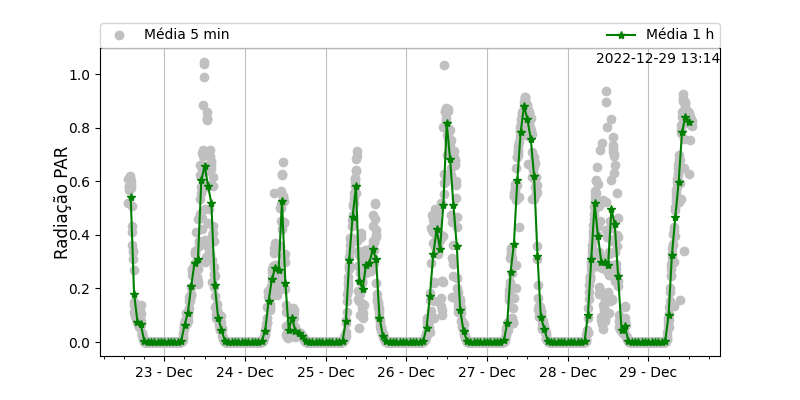 Média 5 min
Média 1 h
2022-12-29 13:14
Radiação PAR
1.0
0.8
0.6
0.4
0.2
0.0
23 - Dec
24 - Dec
25 - Dec
26 - Dec
27 - Dec
28 - Dec
29 - Dec